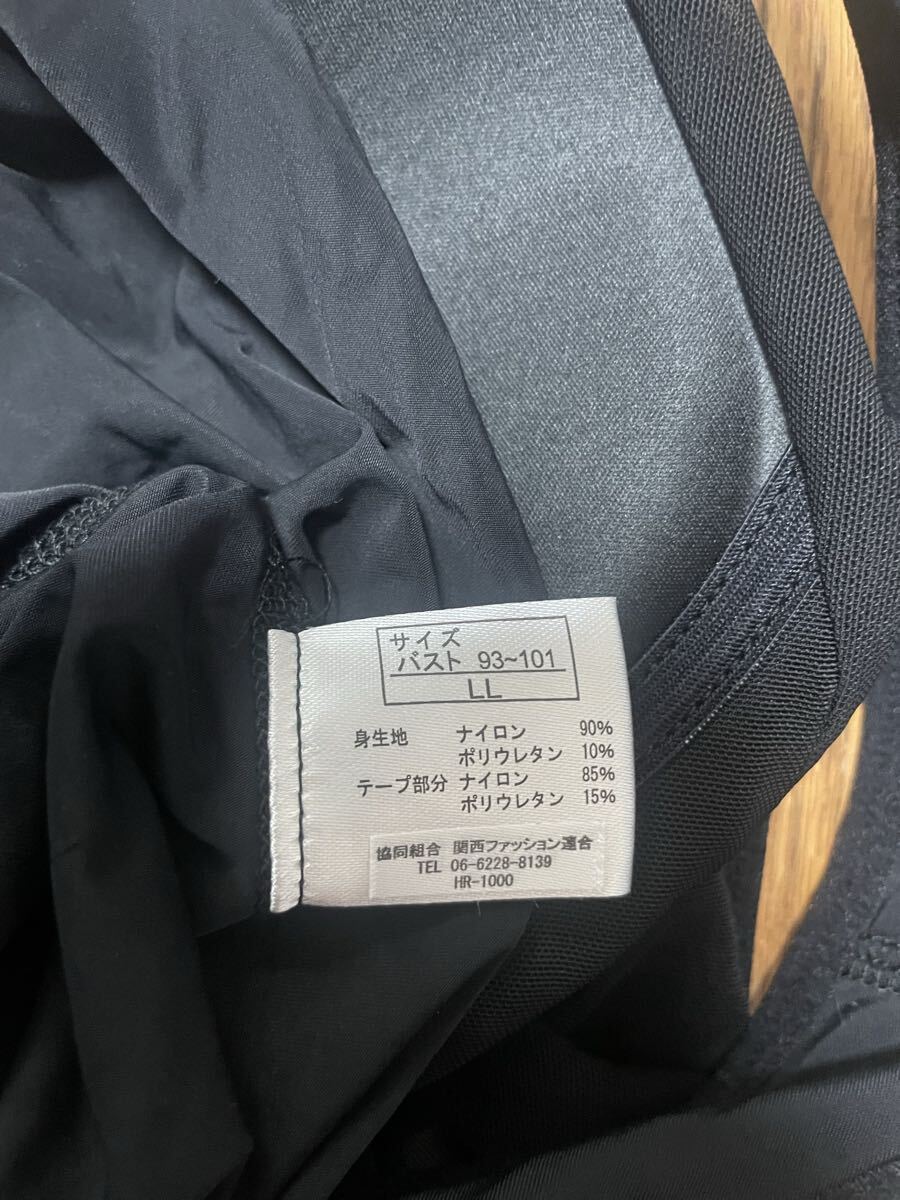 サイズ
バスト 93~101
LL
身生地 ナイロン 90%
ポリウレタン 10%
テープ部分 ナイロン 85%
ポリウレタン 15%
協同組合 関西ファッション連合
TEL 06-6228-8139
HR-1000